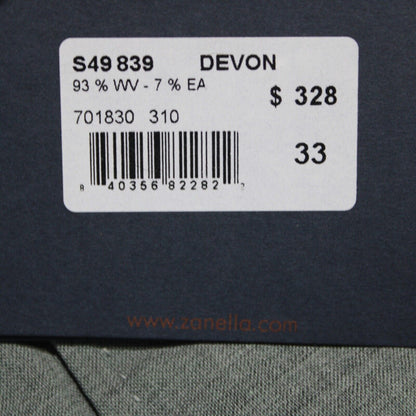 S49 839 DEVON
93 % WV - 7 % EA
$ 328
701830 310
33
8 40356 82282 2
www.zanella.com